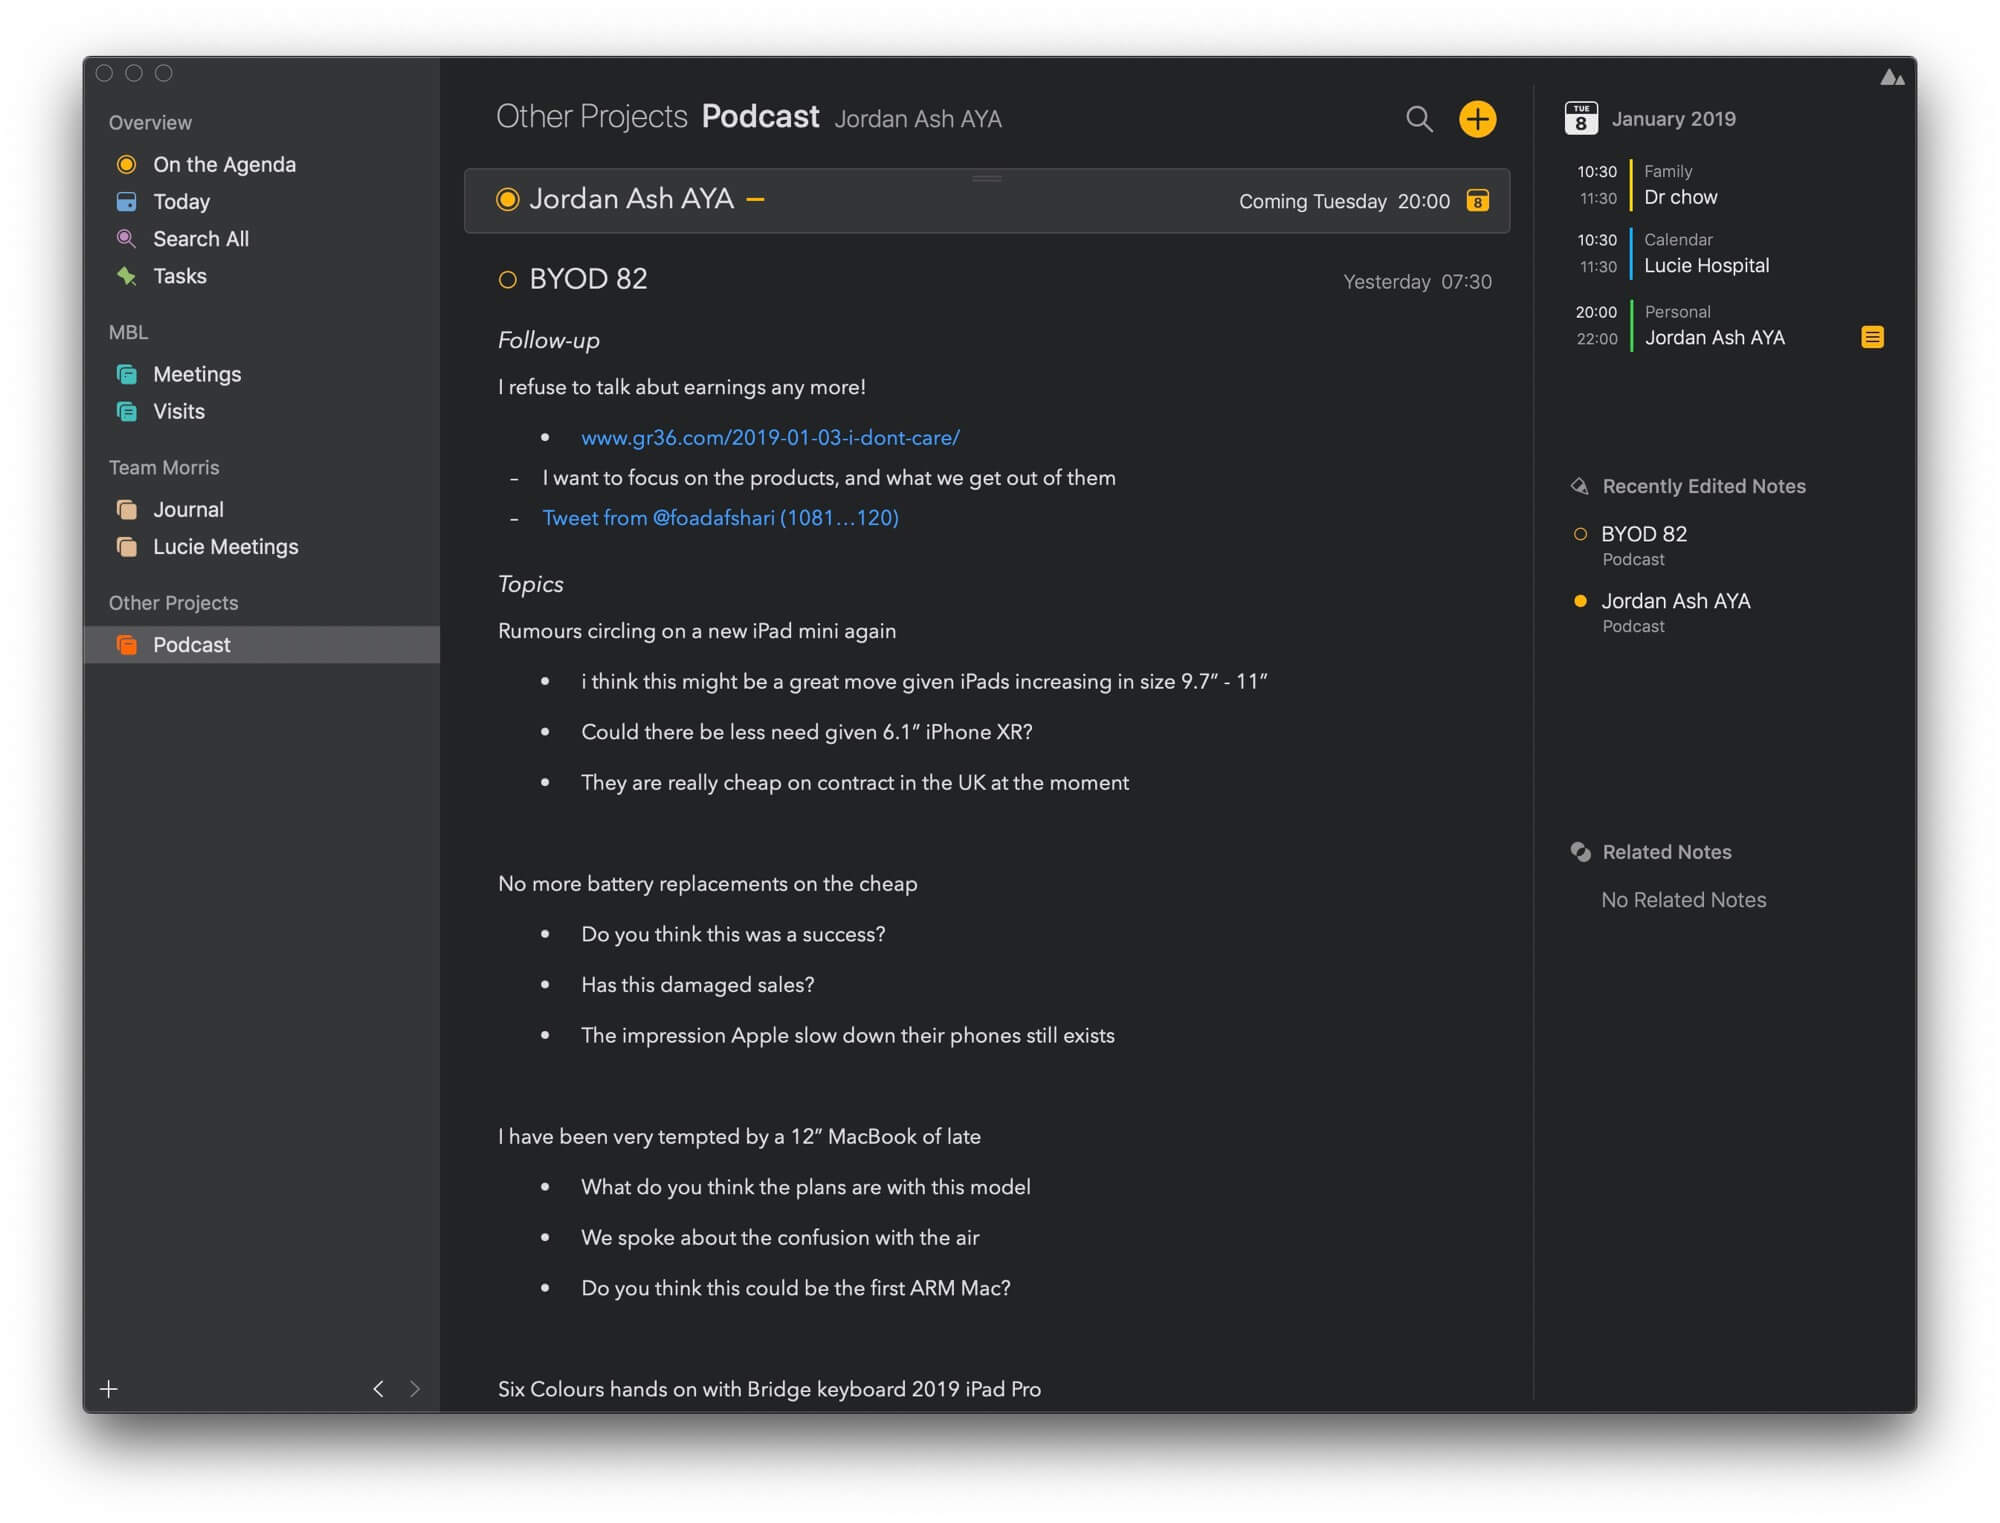 Overview
On the Agenda
Today
Search All
Tasks
MBL
Meetings
Visits
Team Morris
Journal
Lucie Meetings
Other Projects
Podcast
Other Projects Podcast Jordan Ash AYA
Jordan Ash AYA
Coming Tuesday 20:00
8
BYOD 82
Yesterday 07:30
Follow-up
I refuse to talk abut earnings any more!
• www.gr36.com/2019-01-03-i-dont-care/
- I want to focus on the products, and what we get out of them
- Tweet from @foadafshari (1081…120)
Topics
Rumours circling on a new iPad mini again
• i think this might be a great move given iPads increasing in size 9.7” - 11”
• Could there be less need given 6.1” iPhone XR?
• They are really cheap on contract in the UK at the moment
No more battery replacements on the cheap
• Do you think this was a success?
• Has this damaged sales?
• The impression Apple slow down their phones still exists
I have been very tempted by a 12” MacBook of late
• What do you think the plans are with this model
• We spoke about the confusion with the air
• Do you think this could be the first ARM Mac?
Six Colours hands on with Bridge keyboard 2019 iPad Pro
TUE
8
January 2019
10:30 Family
11:30 Dr chow
10:30 Calendar
11:30 Lucie Hospital
20:00 Personal
22:00 Jordan Ash AYA
Recently Edited Notes
BYOD 82
Podcast
Jordan Ash AYA
Podcast
Related Notes
No Related Notes